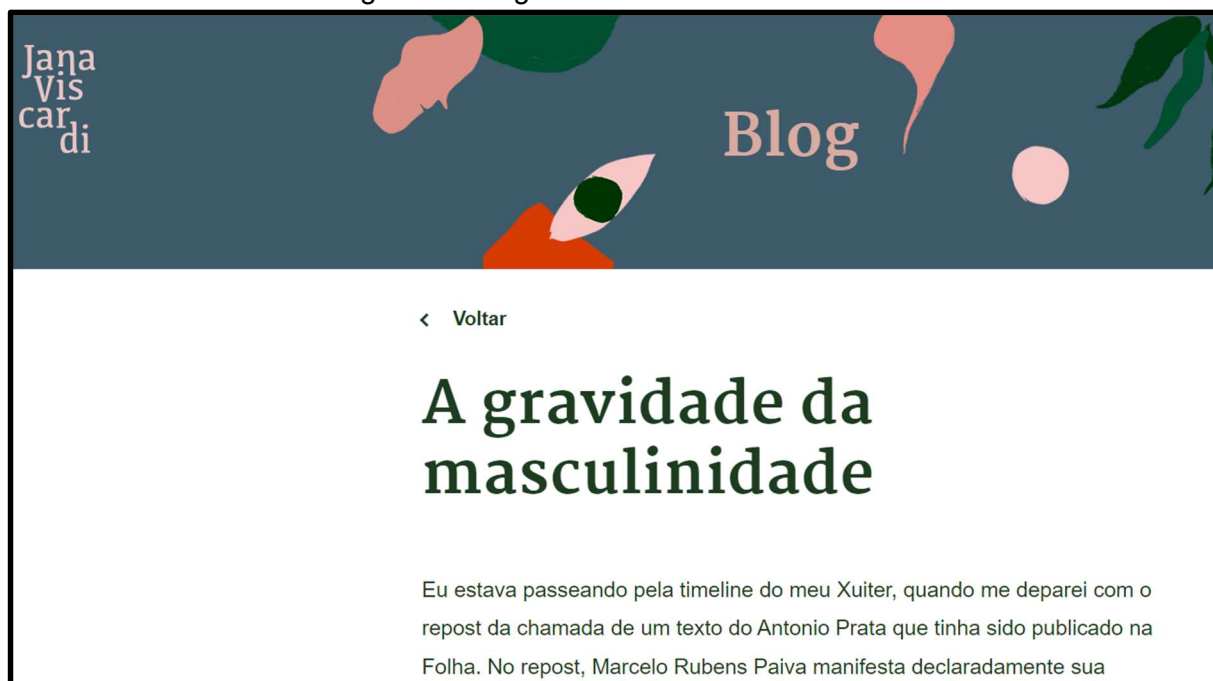 Jana
Vis
car
di
Blog
Voltar
A gravidade da
masculinidade
Eu estava passeando pela timeline do meu Xuiter, quando me deparei com o
repost da chamada de um texto do Antonio Prata que tinha sido publicado na
Folha. No repost, Marcelo Rubens Paiva manifesta declaradamente sua